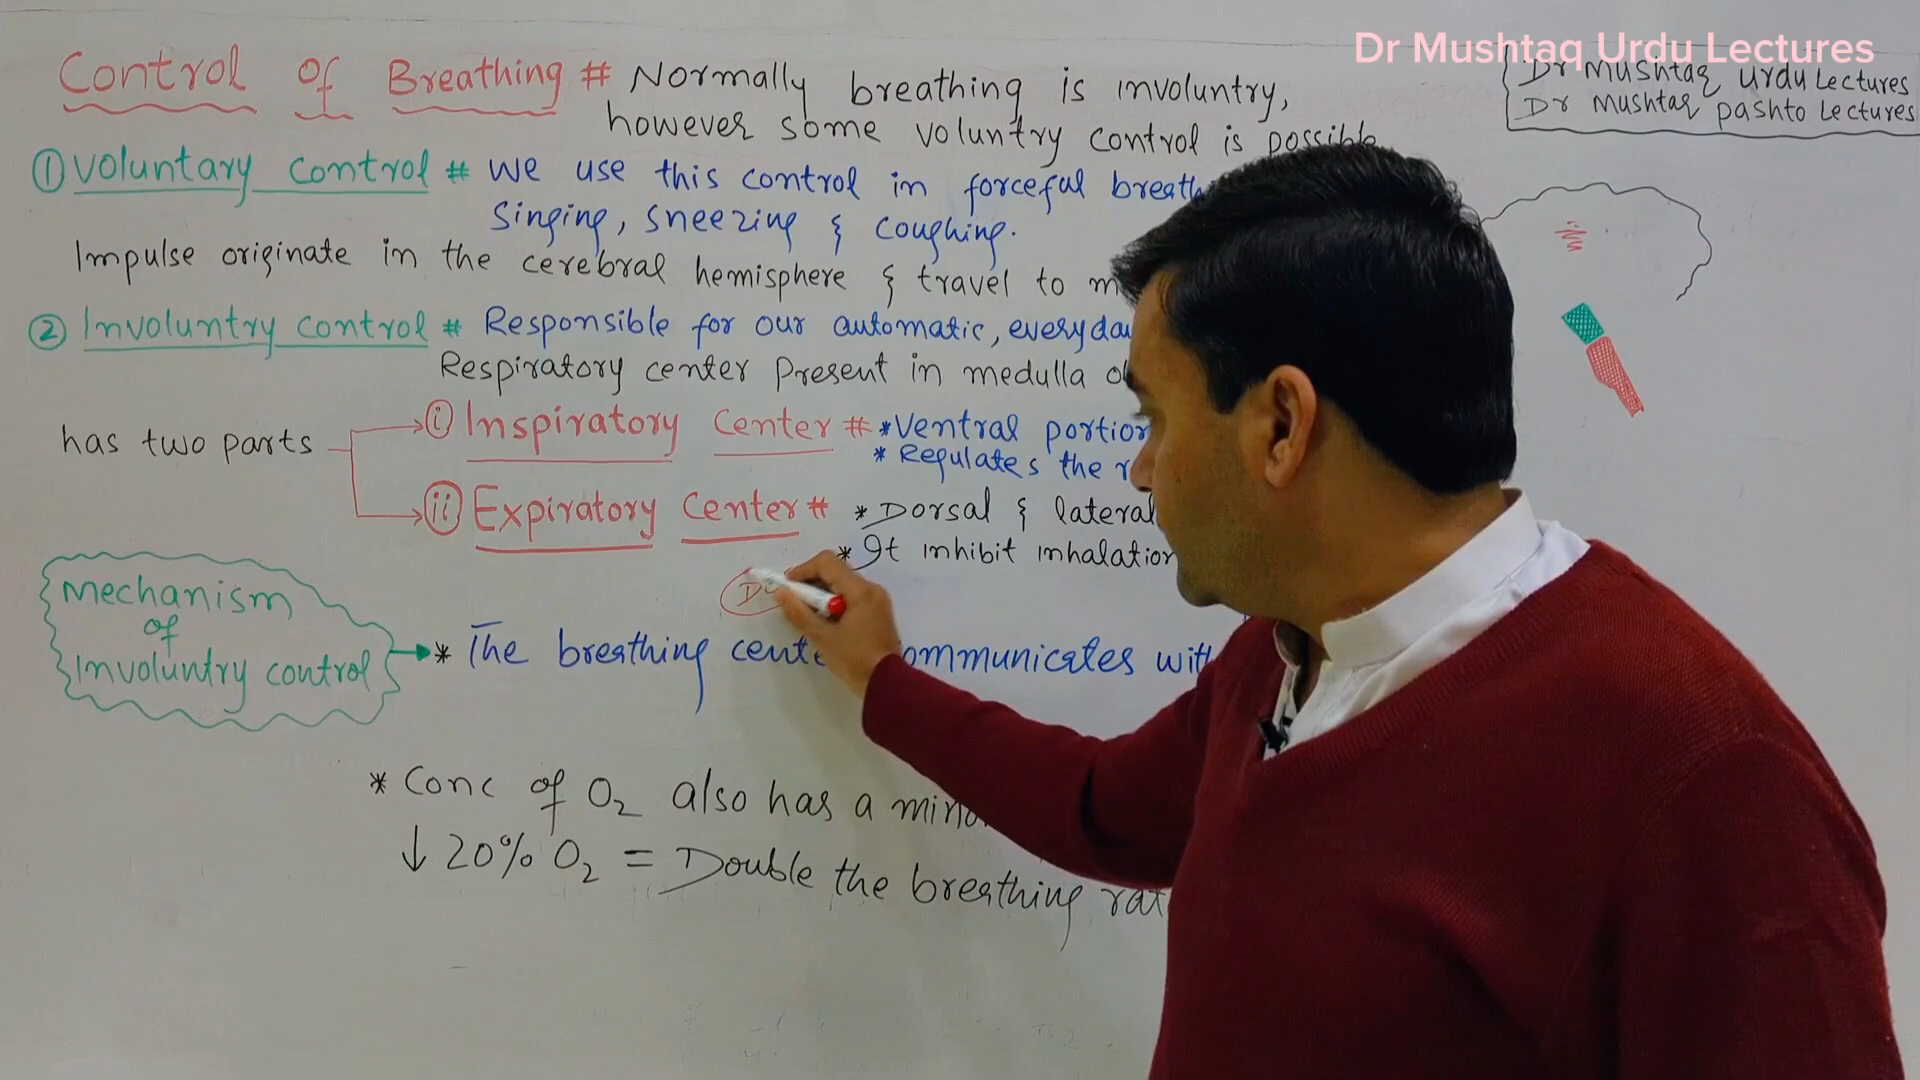 Dr Mushtaq Urdu Lectures
Dr Mushtaq Urdu Lectures
Dr Mushtaq pashto Lectures
Control of Breathing # Normally breathing is involuntry,
however some voluntry control is possible
① Voluntary control # We use this control in forceful
Singing, Sneezing & Coughing.
Impulse originate in the cerebral hemisphere & travel to
② Involuntry control # Responsible for our automatic,
Respiratory center Present in medulla
has two parts
(i) Inspiratory Center # * Ventral
* Regulates the
(ii) Expiratory Center # * Dorsal & lateral
* It inhibit inhalation
Mechanism
of
Involuntry control
* The breathing communicates
* Conc of O₂ also has a
↓ 20% O₂ = Double the breathing